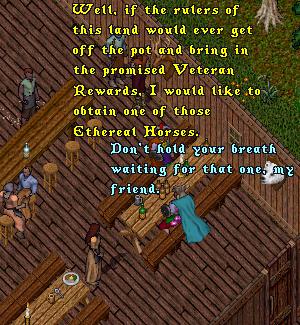 Well, if the rulers of
this land would ever get
off the pot and bring in
the promised Veteran
Rewards, I would like to
obtain one of those
Ethereal Horses.
Don't hold your breath
waiting for that one, my
friend.